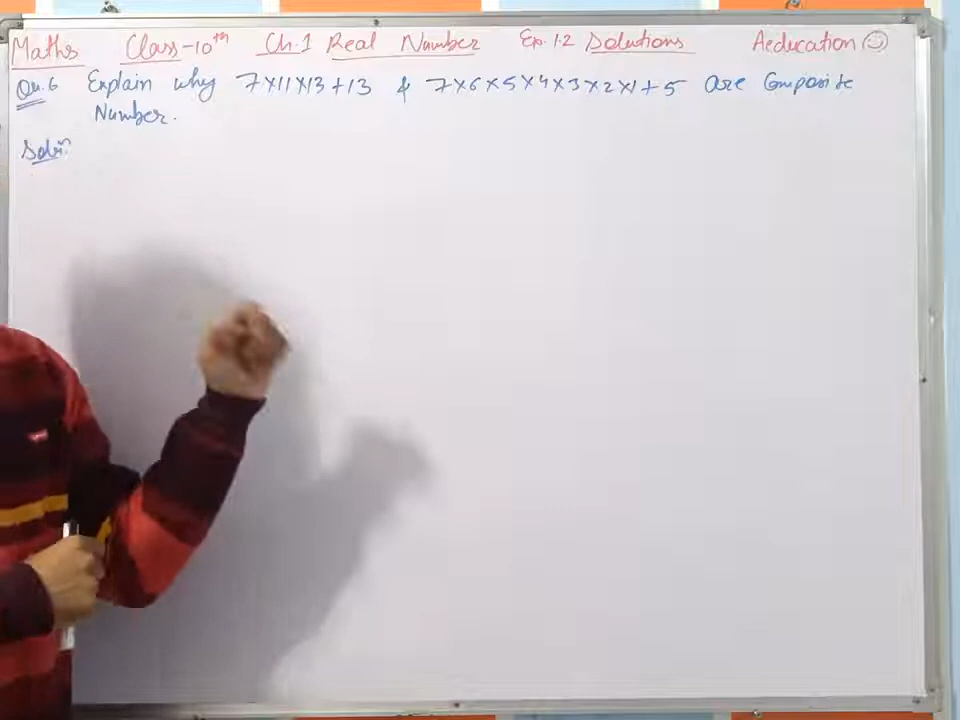 Maths Class-10th Ch.1 Real Number Ex. 1.2 Solutions Aeducation ☺
Qu.6 Explain why 7×11×13+13 & 7×6×5×4×3×2×1+5 are Composite
Number.
Solⁿ: